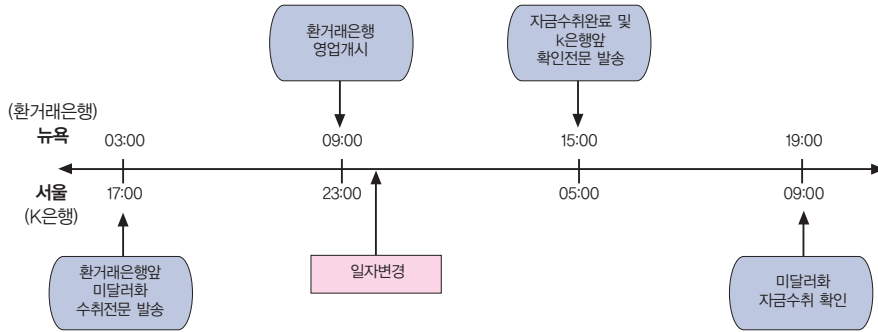 환거래은행
영업개시
자금수취완료 및
k은행앞
확인전문 발송
(환거래은행)
뉴욕 03:00 09:00 15:00 19:00
서울 17:00 23:00 05:00 09:00
(K은행)
환거래은행앞
미달러화
수취전문 발송
일자변경
미달러화
자금수취 확인